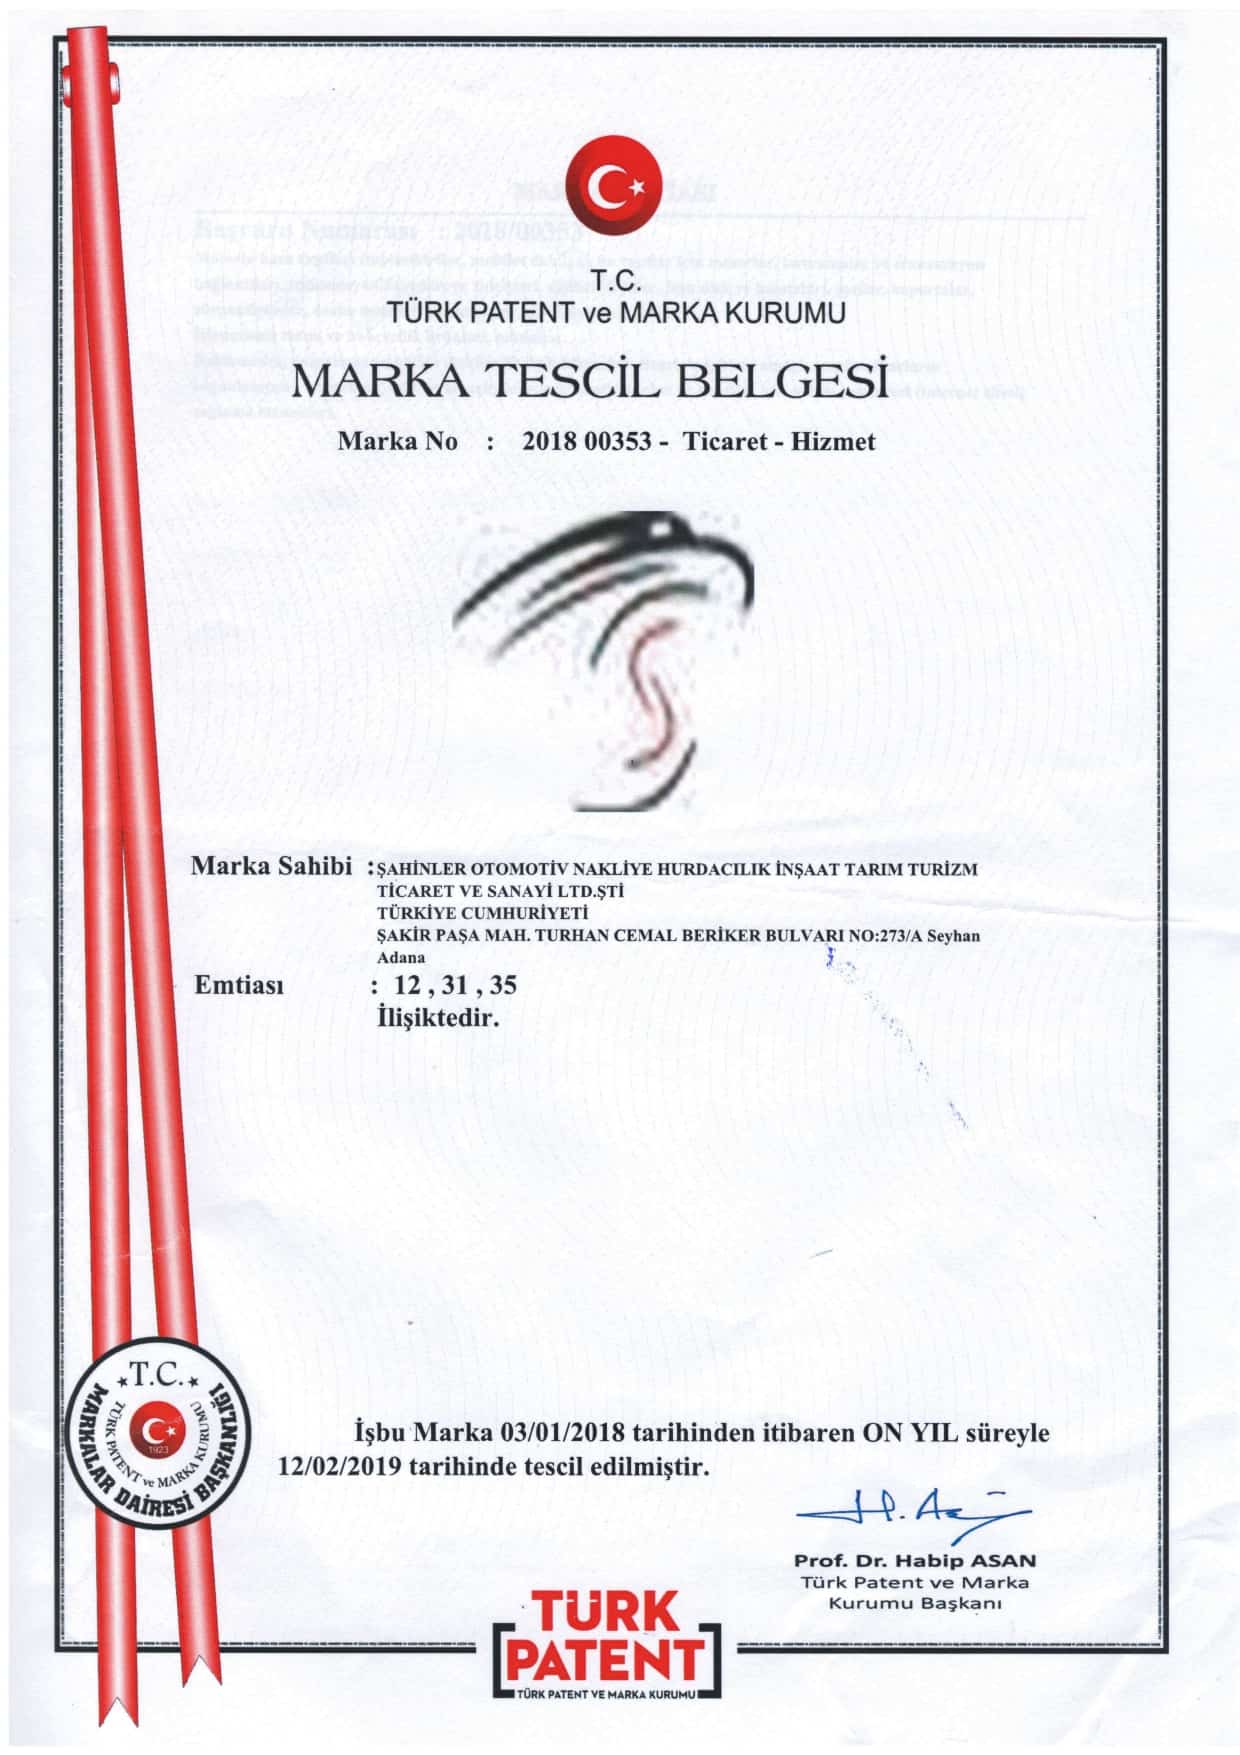 T.C.
TÜRK PATENT ve MARKA KURUMU
MARKA TESCİL BELGESİ
Marka No : 2018 00353 - Ticaret - Hizmet
Marka Sahibi : ŞAHİNLER OTOMOTİV NAKLİYE HURDACILIK İNŞAAT TARIM TURİZM
TİCARET VE SANAYİ LTD.ŞTİ
TÜRKİYE CUMHURİYETİ
ŞAKİR PAŞA MAH. TURHAN CEMAL BERİKER BULVARI NO:273/A Seyhan
Adana
Emtiası : 12 , 31 , 35
İlişiktedir.
T.C.
TÜRK PATENT ve MARKA KURUMU
MARKALAR DAİRESİ BAŞKANLIĞI
1923
İşbu Marka 03/01/2018 tarihinden itibaren ON YIL süreyle
12/02/2019 tarihinde tescil edilmiştir.
Prof. Dr. Habip ASAN
Türk Patent ve Marka
Kurumu Başkanı
TÜRK
PATENT
TÜRK PATENT VE MARKA KURUMU